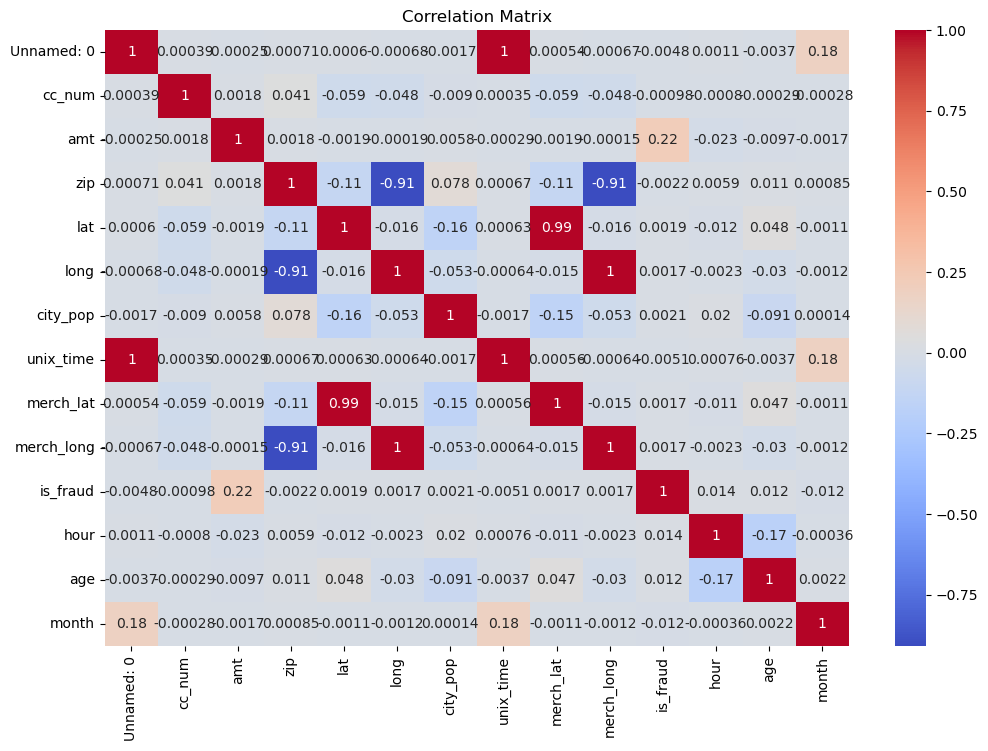 Correlation Matrix
Unnamed: 0 1 -0.00039 -0.00025 -0.00071 0.0006 -0.00068 -0.0017 1 0.00054 -0.00067 -0.0048 0.0011 -0.0037 0.18
cc_num -0.00039 1 0.0018 0.041 -0.059 -0.048 -0.009 0.00035 -0.059 -0.048 -0.00098 -0.0008 -0.00029 -0.00028
amt -0.00025 0.0018 1 0.0018 -0.0019 -0.00019 0.0058 -0.00029 -0.0019 -0.00015 0.22 -0.023 -0.0097 -0.0017
zip -0.00071 0.041 0.0018 1 -0.11 -0.91 0.078 0.00067 -0.11 -0.91 -0.0022 0.0059 0.011 0.00085
lat 0.0006 -0.059 -0.0019 -0.11 1 -0.016 -0.16 0.00063 0.99 -0.016 0.0019 -0.012 0.048 -0.0011
long -0.00068 -0.048 -0.00019 -0.91 -0.016 1 -0.053 -0.00064 -0.015 1 0.0017 -0.0023 -0.03 -0.0012
city_pop -0.0017 -0.009 0.0058 0.078 -0.16 -0.053 1 -0.0017 -0.15 -0.053 0.0021 0.02 -0.091 0.00014
unix_time 1 0.00035 -0.00029 0.00067 0.00063 -0.00064 -0.0017 1 0.00056 -0.00064 -0.0051 0.00076 -0.0037 0.18
merch_lat 0.00054 -0.059 -0.0019 -0.11 0.99 -0.015 -0.15 0.00056 1 -0.015 0.0017 -0.011 0.047 -0.0011
merch_long -0.00067 -0.048 -0.00015 -0.91 -0.016 1 -0.053 -0.00064 -0.015 1 0.0017 -0.0023 -0.03 -0.0012
is_fraud -0.0048 -0.00098 0.22 -0.0022 0.0019 0.0017 0.0021 -0.0051 0.0017 0.0017 1 0.014 0.012 -0.012
hour 0.0011 -0.0008 -0.023 0.0059 -0.012 -0.0023 0.02 0.00076 -0.011 -0.0023 0.014 1 -0.17 -0.00036
age -0.0037 -0.00029 -0.0097 0.011 0.048 -0.03 -0.091 -0.0037 0.047 -0.03 0.012 -0.17 1 0.0022
month 0.18 -0.00028 -0.0017 0.00085 -0.0011 -0.0012 0.00014 0.18 -0.0011 -0.0012 -0.012 -0.00036 0.0022 1
Unnamed: 0 cc_num amt zip lat long city_pop unix_time merch_lat merch_long is_fraud hour age month
1.00
0.75
0.50
0.25
0.00
−0.25
−0.50
−0.75